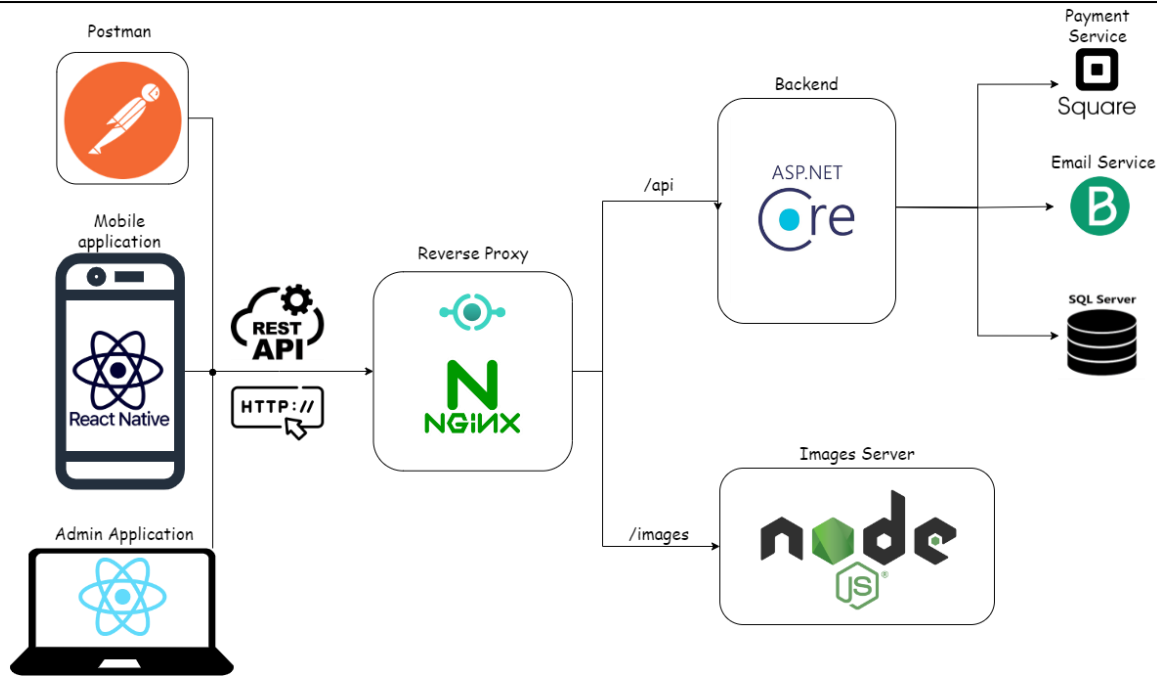 Postman
Mobile
application
React Native
Admin Application
REST
API
HTTP://
Reverse Proxy
NGiNX
/api
/images
Backend
ASP.NET
Core
Images Server
node
JS
®
Payment
Service
Square
Email Service
B
SQL Server